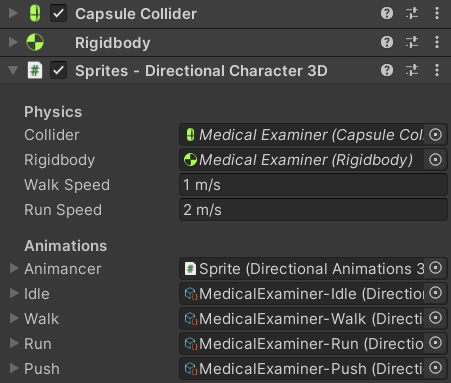 Capsule Collider
Rigidbody
Sprites - Directional Character 3D
Physics
Collider Medical Examiner (Capsule Col
Rigidbody Medical Examiner (Rigidbody)
Walk Speed 1 m/s
Run Speed 2 m/s
Animations
Animancer Sprite (Directional Animations 3
Idle MedicalExaminer-Idle (Direction
Walk MedicalExaminer-Walk (Directi
Run MedicalExaminer-Run (Directio
Push MedicalExaminer-Push (Directi